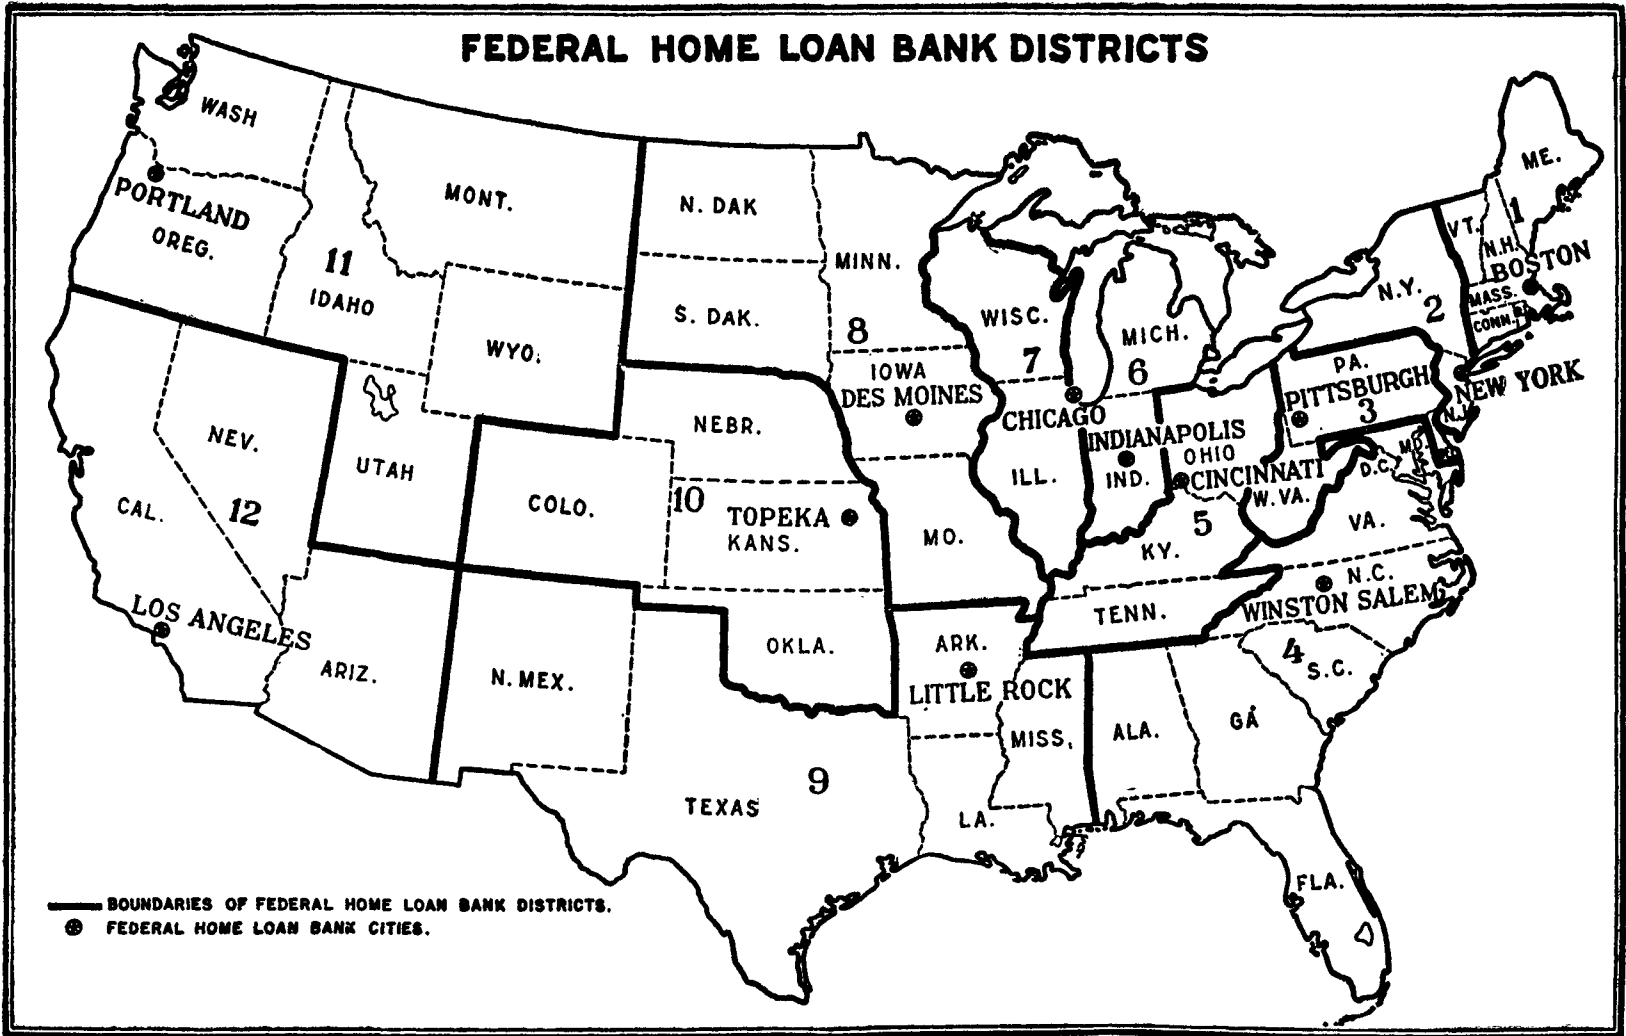 FEDERAL HOME LOAN BANK DISTRICTS
WASH
PORTLAND
OREG.
MONT.
11
IDAHO
WYO.
N. DAK
S. DAK.
MINN.
8
IOWA
DES MOINES
NEBR.
WISC.
7
CHICAGO
ILL.
MICH.
6
INDIANAPOLIS
IND.
OHIO
CINCINNATI
5
KY.
W.VA.
ME.
1
VT.
N.H.
BOSTON
MASS.
CONN.
N.Y.
2
NEW YORK
N.J.
PA.
PITTSBURGH
3
MD.
D.C.
VA.
N.C.
WINSTON SALEM
4
S.C.
TENN.
NEV.
UTAH
CAL.
12
LOS ANGELES
ARIZ.
COLO.
10
TOPEKA
KANS.
MO.
N. MEX.
OKLA.
ARK.
LITTLE ROCK
MISS.
ALA.
GA
9
TEXAS
LA.
FLA.
BOUNDARIES OF FEDERAL HOME LOAN BANK DISTRICTS.
FEDERAL HOME LOAN BANK CITIES.